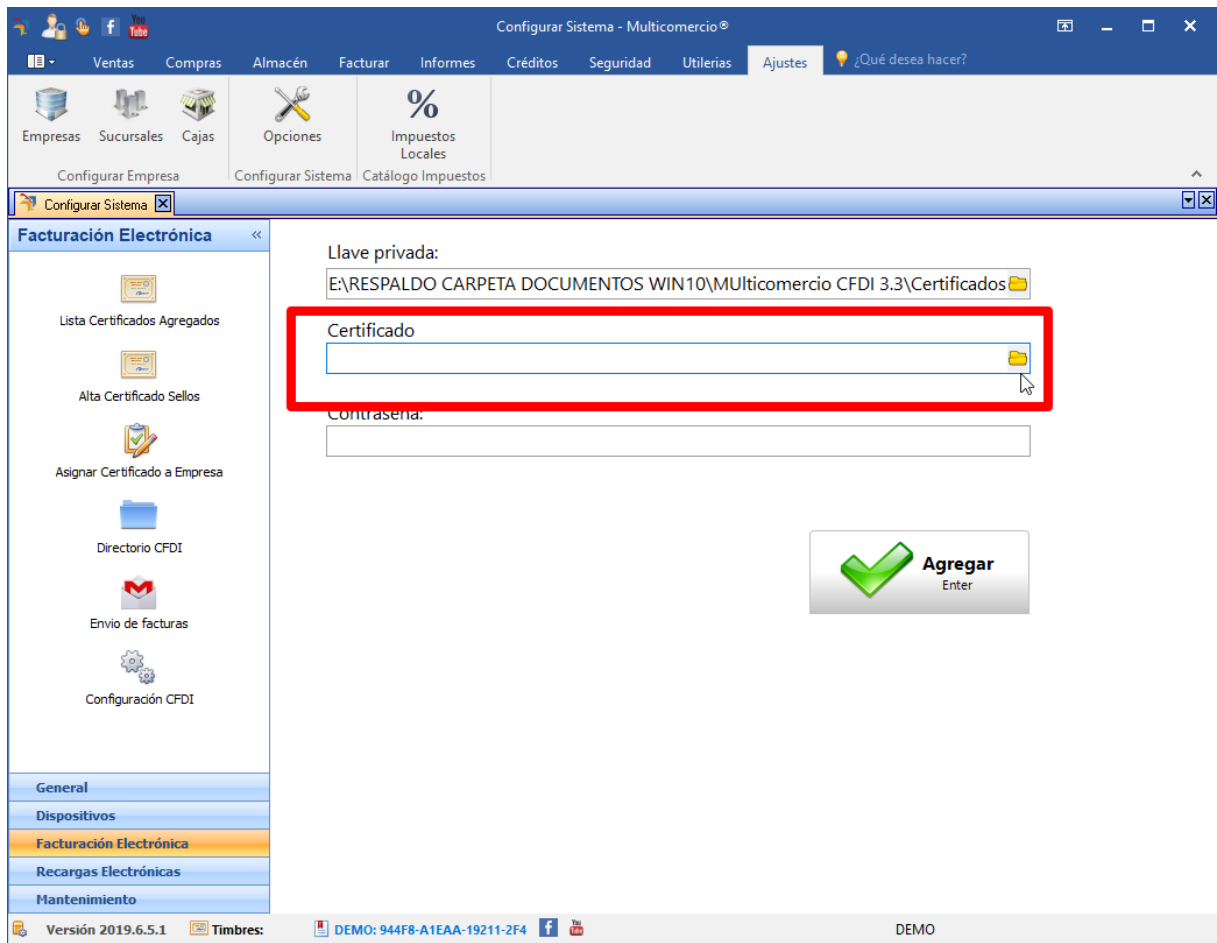 You Tube
Configurar Sistema - Multicomercio®
Ventas Compras Almacén Facturar Informes Créditos Seguridad Utilerias Ajustes ¿Qué desea hacer?
Empresas Sucursales Cajas Opciones % Impuestos Locales
Configurar Empresa Configurar Sistema Catálogo Impuestos
Configurar Sistema
Facturación Electrónica «
Lista Certificados Agregados
Alta Certificado Sellos
Asignar Certificado a Empresa
Directorio CFDI
Envio de facturas
Configuración CFDI
General
Dispositivos
Facturación Electrónica
Recargas Electrónicas
Mantenimiento
Llave privada:
E:\RESPALDO CARPETA DOCUMENTOS WIN10\MUlticomercio CFDI 3.3\Certificados
Certificado
Contraseña:
Agregar
Enter
Versión 2019.6.5.1 Timbres: DEMO: 944F8-A1EAA-19211-2F4 f You Tube DEMO